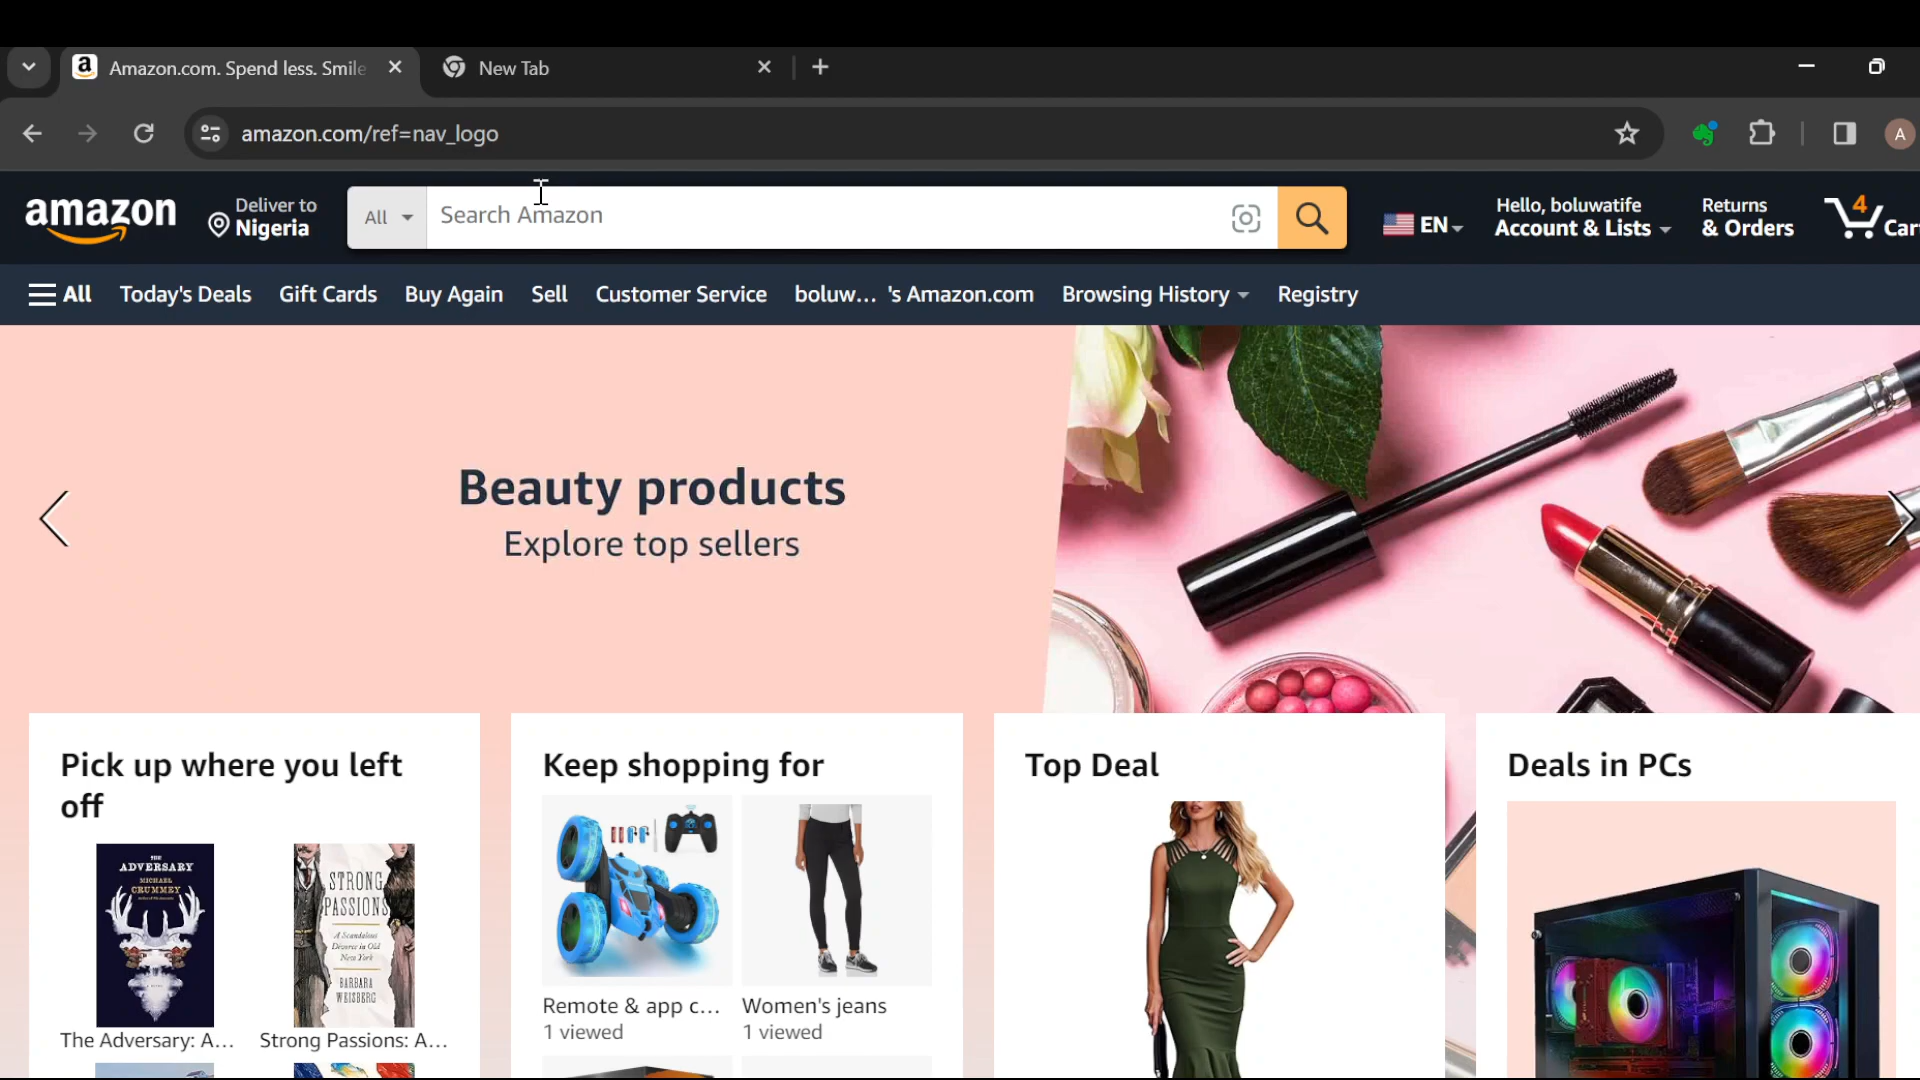 Amazon.com. Spend less. Smile
New Tab
amazon.com/ref=nav_logo
A
amazon
Deliver to
Nigeria
All
Search Amazon
EN
Hello, boluwatife
Account & Lists
Returns
& Orders
4
Car
All
Today's Deals
Gift Cards
Buy Again
Sell
Customer Service
boluw... 's Amazon.com
Browsing History
Registry
Beauty products
Explore top sellers
Pick up where you left
off
THE
ADVERSARY
MICHAEL
CRUMMEY
STRONG
PASSIONS
A Scandalous
Divorce in Old
New York
BARBARA
WEISBERG
The Adversary: A...
Strong Passions: A...
Keep shopping for
Remote & app c...
1 viewed
Women's jeans
1 viewed
Top Deal
Deals in PCs